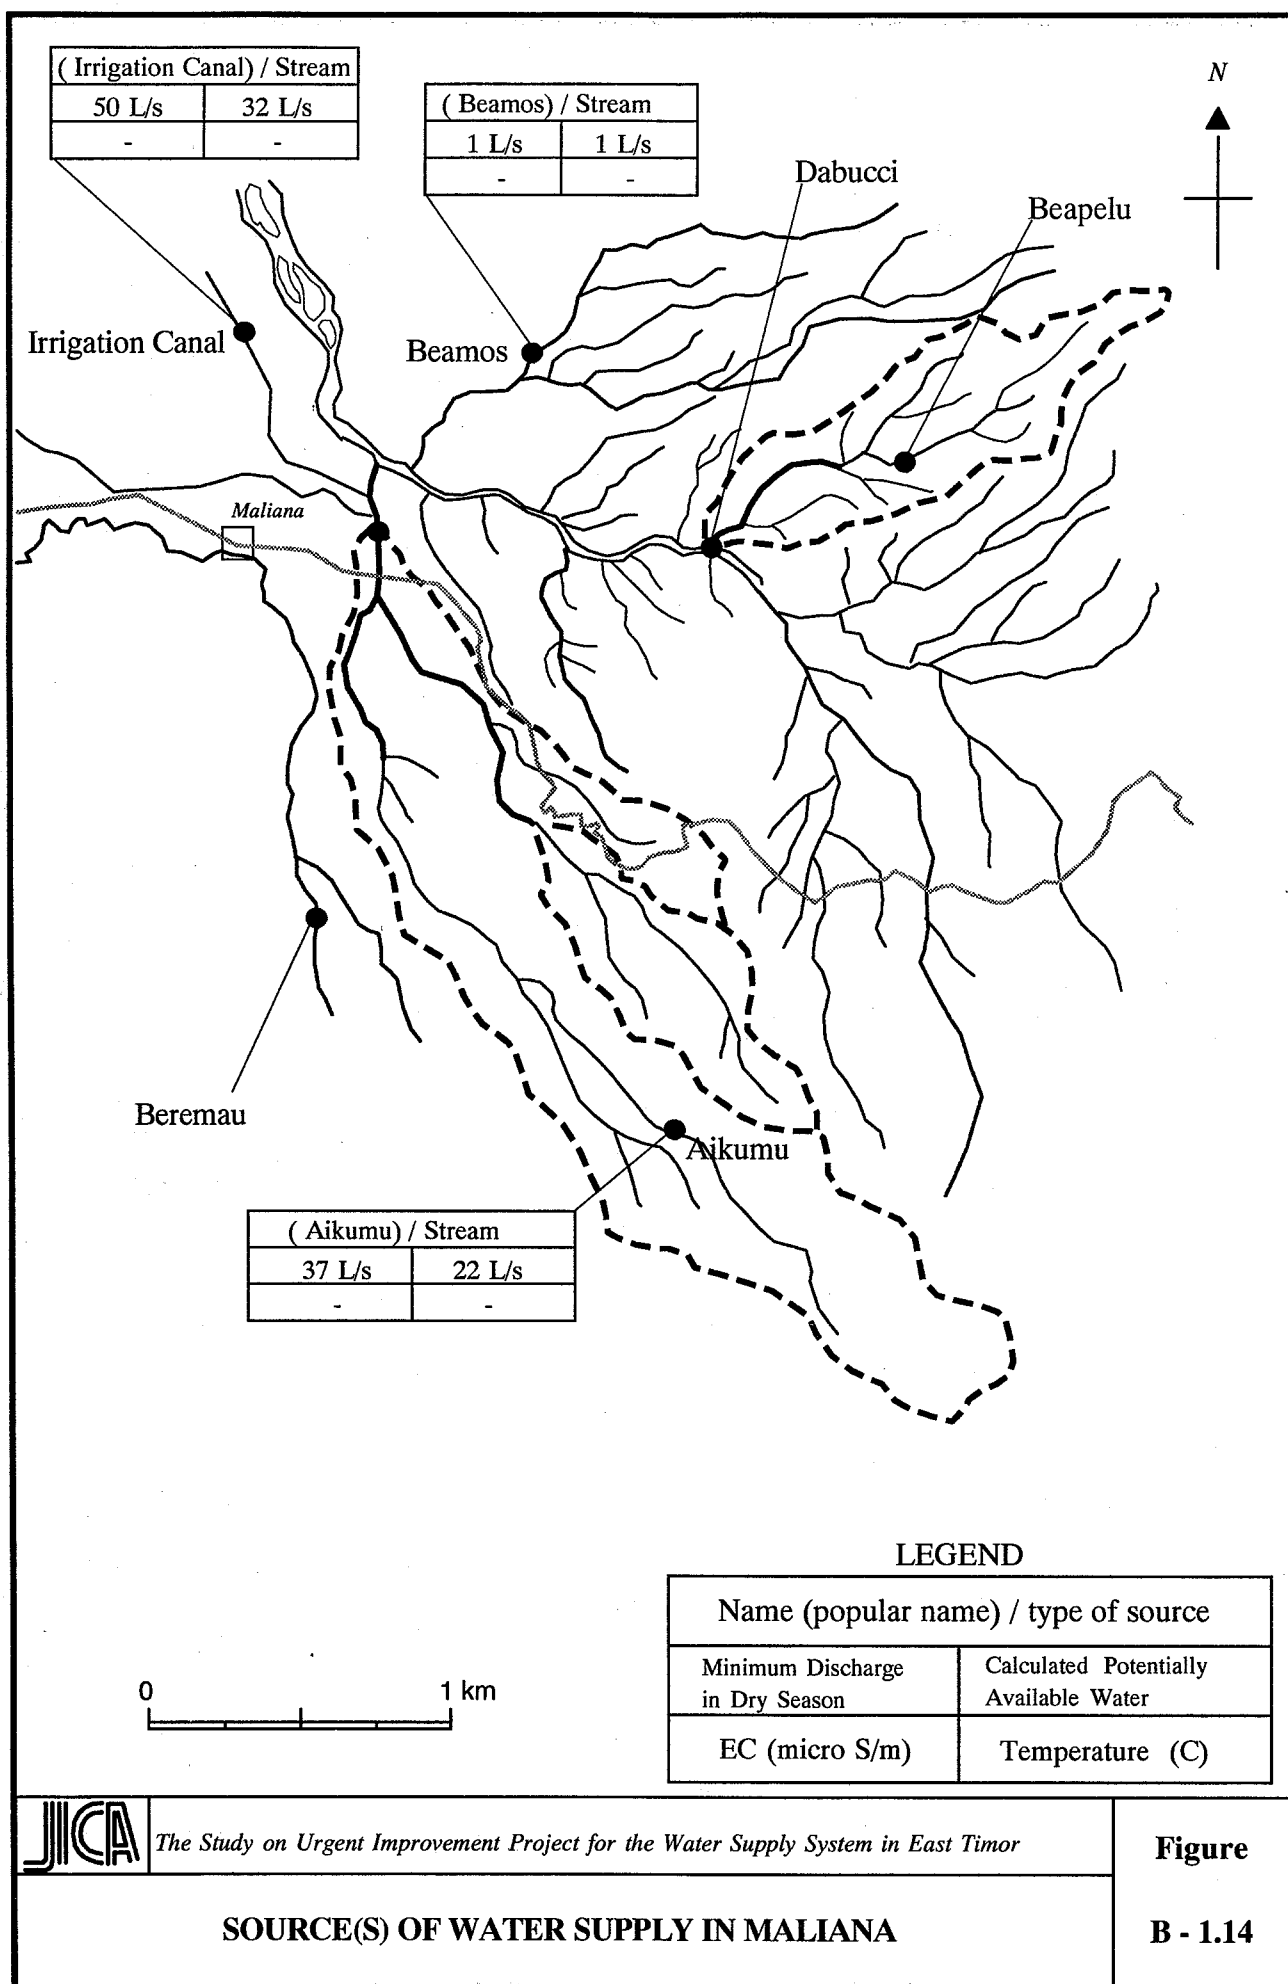 ( Irrigation Canal) / Stream
50 L/s 32 L/s
- -
( Beamos) / Stream
1 L/s 1 L/s
- -
N
Dabucci
Beapelu
Irrigation Canal
Beamos
Maliana
Beremau
Aikumu
( Aikumu) / Stream
37 L/s 22 L/s
- -
LEGEND
Name (popular name) / type of source
Minimum Discharge
in Dry Season
Calculated Potentially
Available Water
EC (micro S/m)
Temperature (C)
0 1 km
JICA
The Study on Urgent Improvement Project for the Water Supply System in East Timor
Figure
SOURCE(S) OF WATER SUPPLY IN MALIANA
B - 1.14